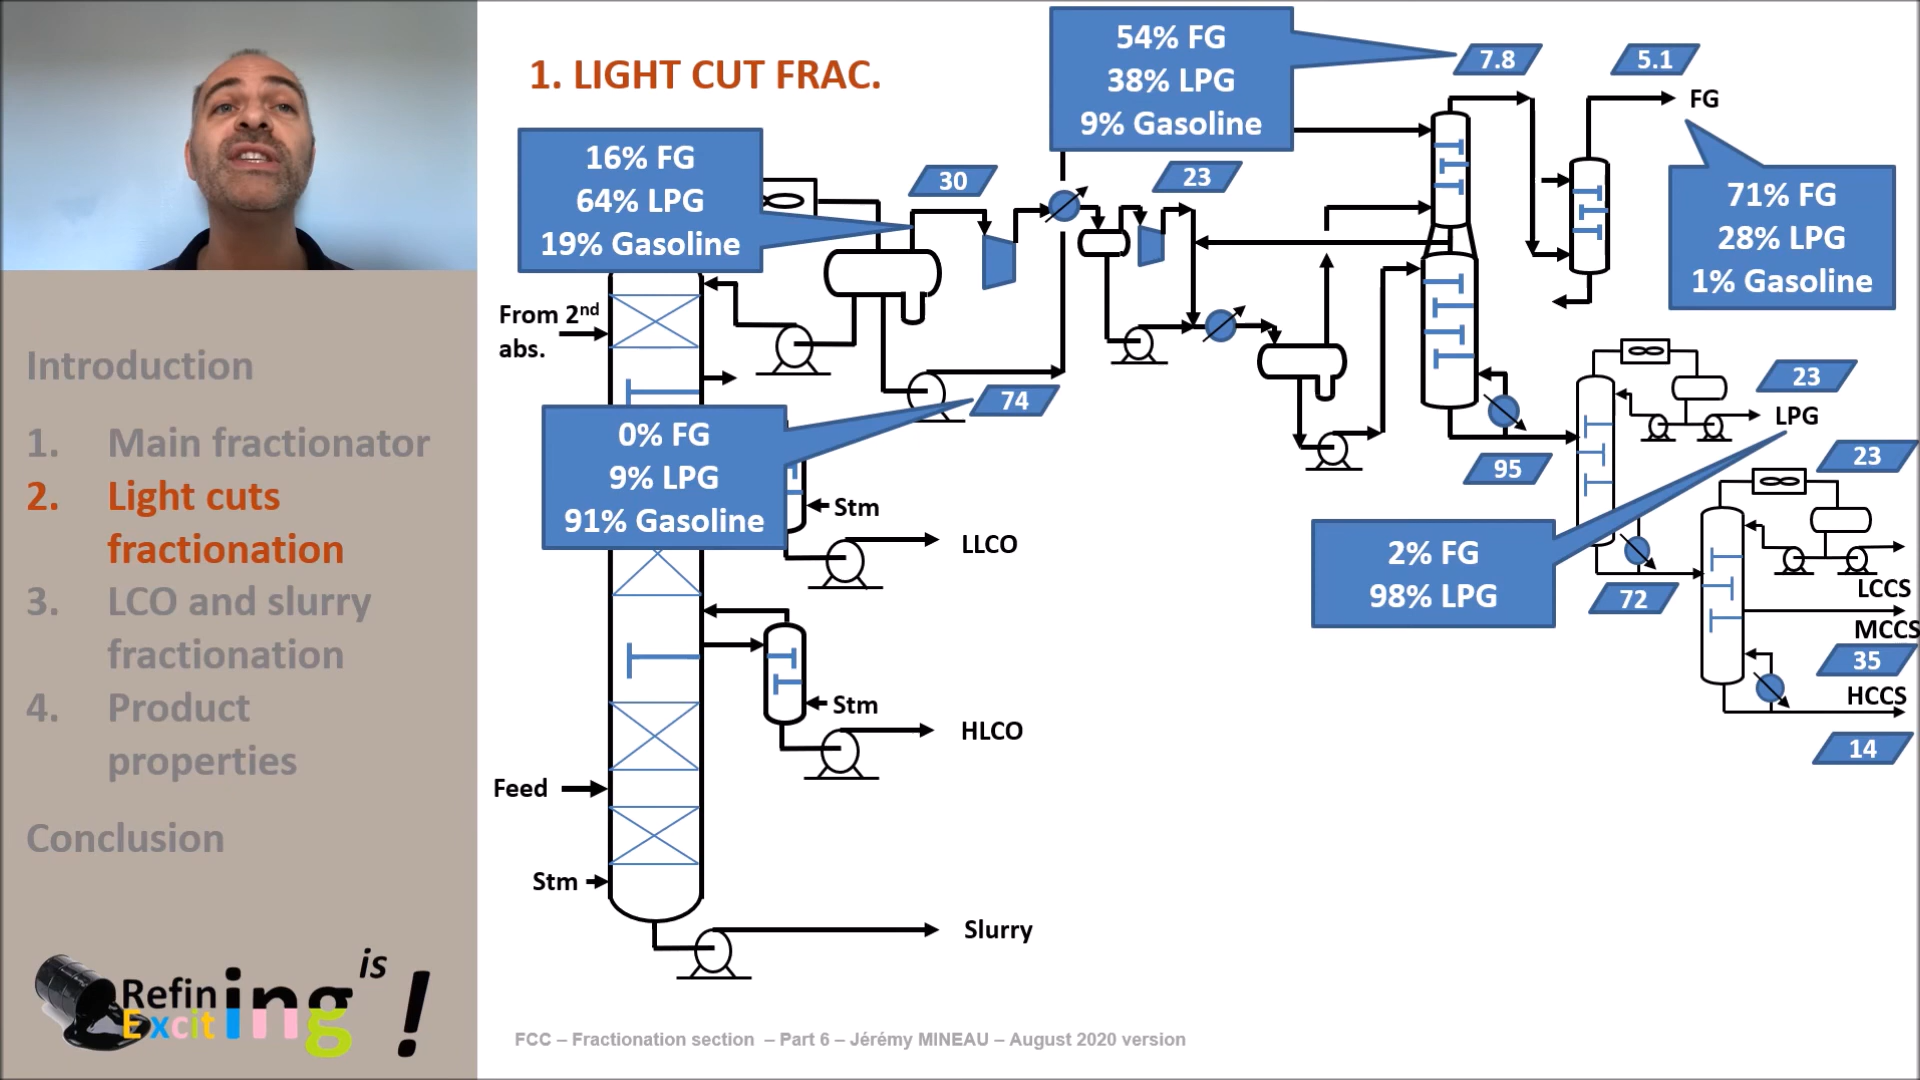 1. LIGHT CUT FRAC.
54% FG
38% LPG
9% Gasoline
7.8
5.1
FG
16% FG
64% LPG
19% Gasoline
30
23
71% FG
28% LPG
1% Gasoline
From 2nd
abs.
74
0% FG
9% LPG
91% Gasoline
Stm
LLCO
95
23
LPG
23
2% FG
98% LPG
72
LCCS
MCCS
35
HCCS
14
Stm
HLCO
Feed
Stm
Slurry
Introduction
1. Main fractionator
2. Light cuts
fractionation
3. LCO and slurry
fractionation
4. Product
properties
Conclusion
Refining is
Exciting !
FCC – Fractionation section – Part 6 – Jérémy MINEAU – August 2020 version